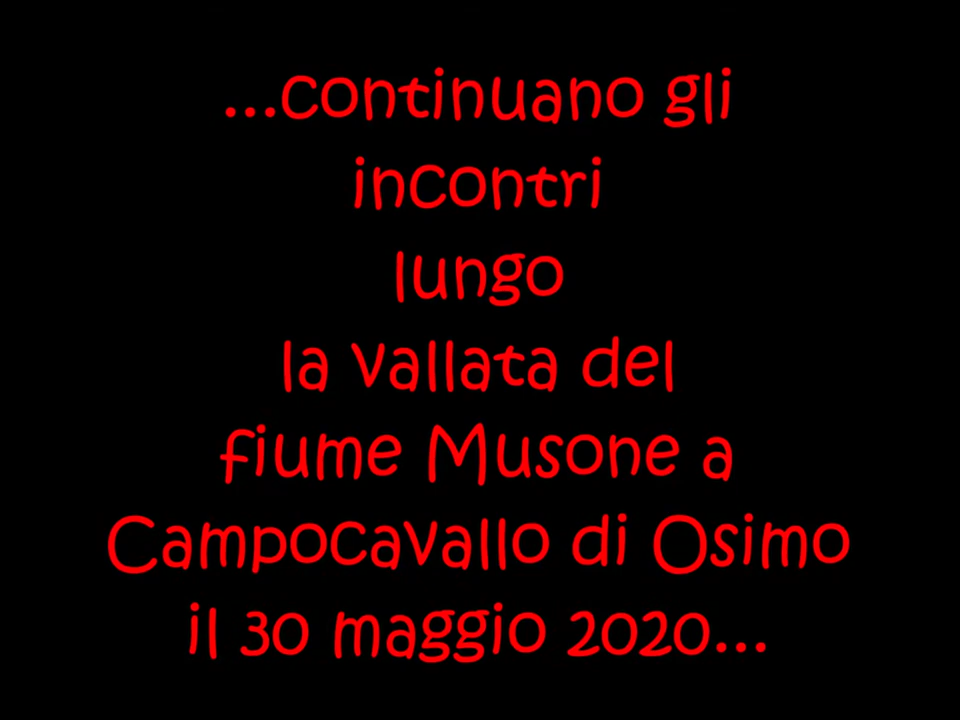 ...continuano gli
incontri
lungo
la vallata del
fiume Musone a
Campocavallo di Osimo
il 30 maggio 2020...